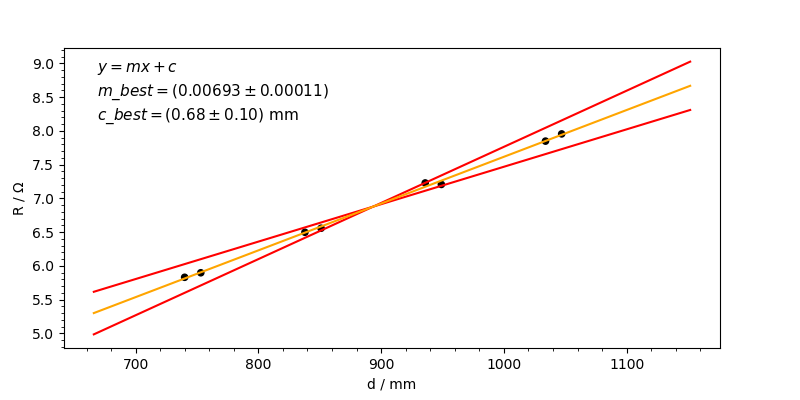 y = mx + c
m_best = (0.00693 ± 0.00011)
c_best = (0.68 ± 0.10) mm
R / Ω
9.0
8.5
8.0
7.5
7.0
6.5
6.0
5.5
5.0
700 800 900 1000 1100
d / mm